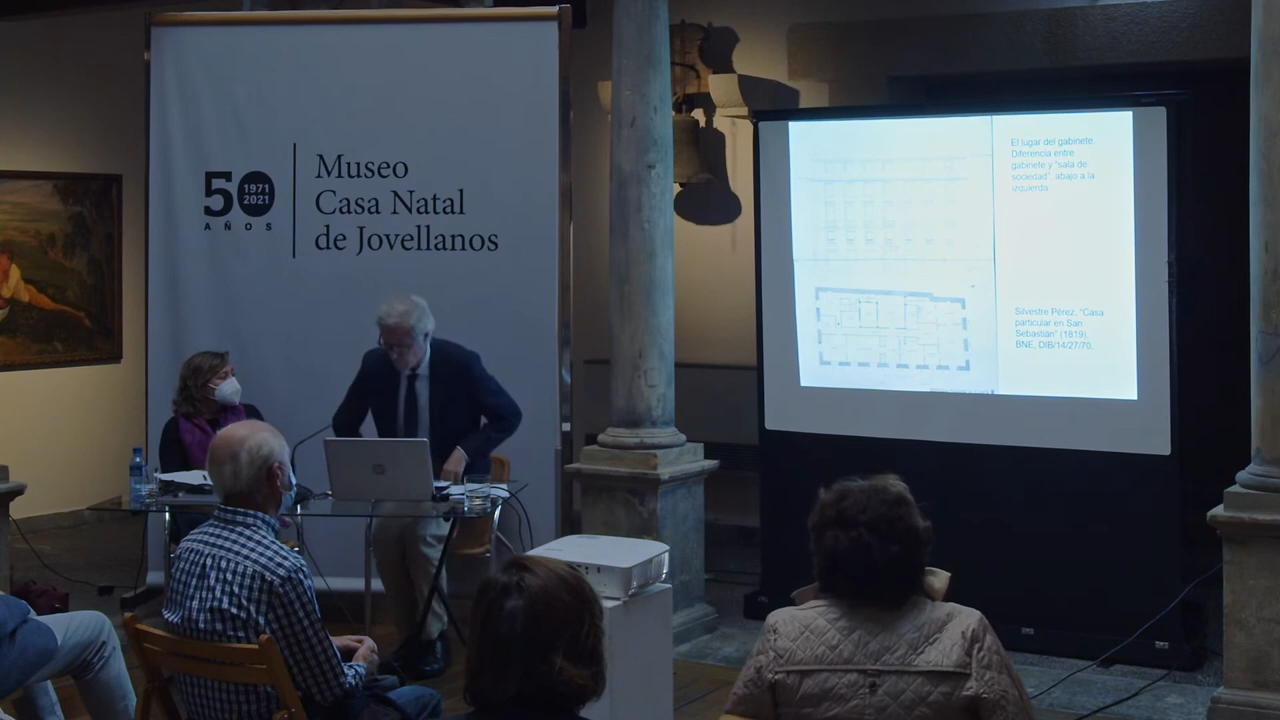 50
1971
2021
AÑOS
Museo
Casa Natal
de Jovellanos
El lugar del gabinete.
Diferencia entre
gabinete y "sala de
sociedad", abajo a la
izquierda.
Silvestre Pérez, "Casa
particular en San
Sebastián" (1819).
BNE, DIB/14/27/70.